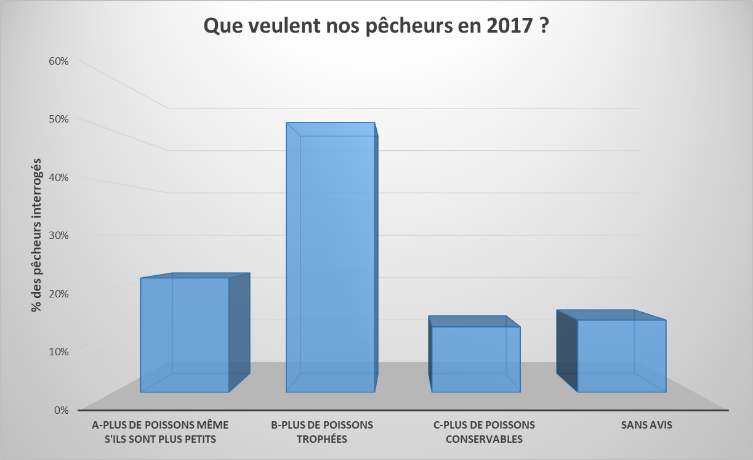 Que veulent nos pêcheurs en 2017 ?
% des pêcheurs interrogés
60%
50%
40%
30%
20%
10%
0%
A-PLUS DE POISSONS MÊME
S'ILS SONT PLUS PETITS
B-PLUS DE POISSONS
TROPHÉES
C-PLUS DE POISSONS
CONSERVABLES
SANS AVIS